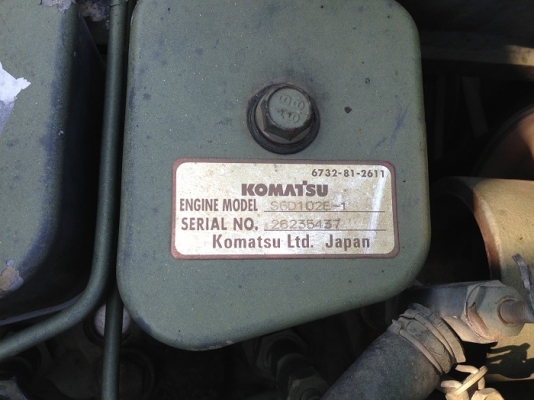 6732-81-2611
KOMATSU
ENGINE MODEL S6D102E-1
SERIAL NO. 26235437
Komatsu Ltd. Japan